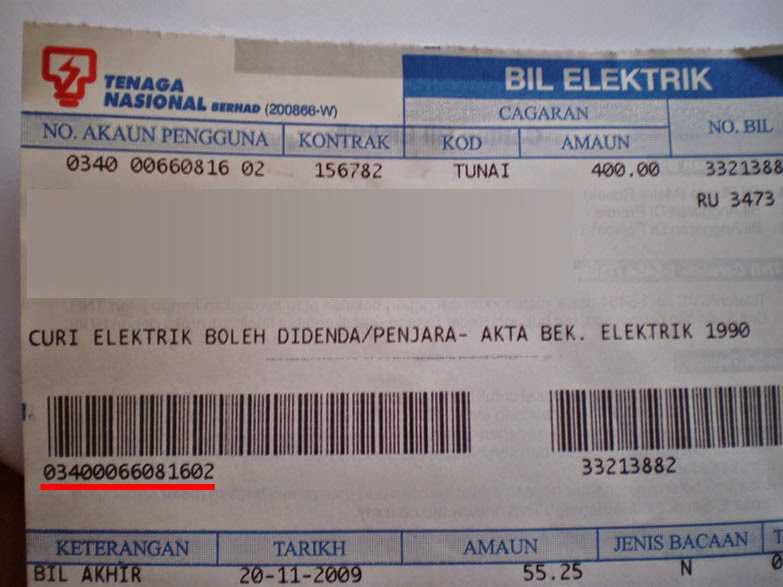 TENAGA
NASIONAL BERHAD (200866-W)
BIL ELEKTRIK
CAGARAN
NO. AKAUN PENGGUNA KONTRAK KOD AMAUN NO. BIL
0340 00660816 02 156782 TUNAI 400.00 33213882
RU 3473
CURI ELEKTRIK BOLEH DIDENDA/PENJARA- AKTA BEK. ELEKTRIK 1990
03400066081602 33213882
KETERANGAN TARIKH AMAUN JENIS BACAAN
BIL AKHIR 20-11-2009 55.25 N